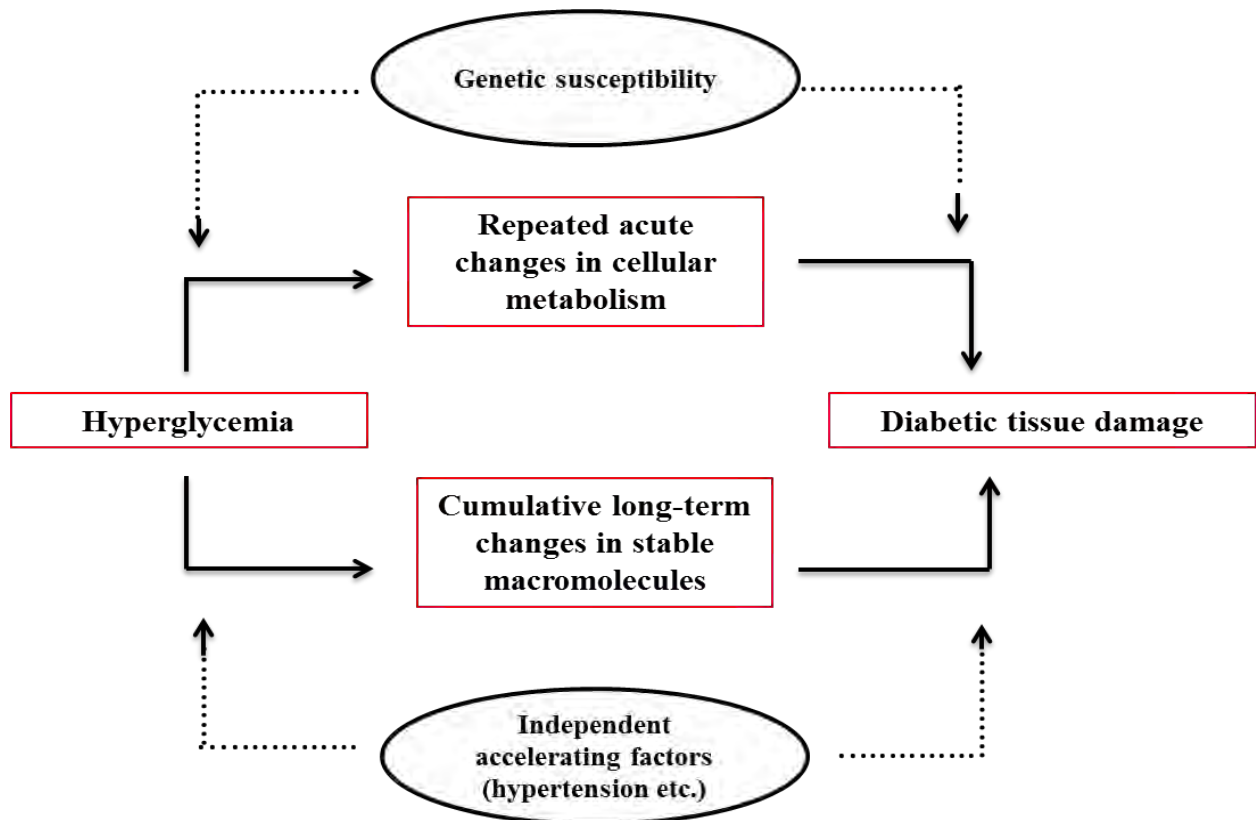 Genetic susceptibility
Repeated acute
changes in cellular
metabolism
Hyperglycemia
Diabetic tissue damage
Cumulative long-term
changes in stable
macromolecules
Independent
accelerating factors
(hypertension etc.)